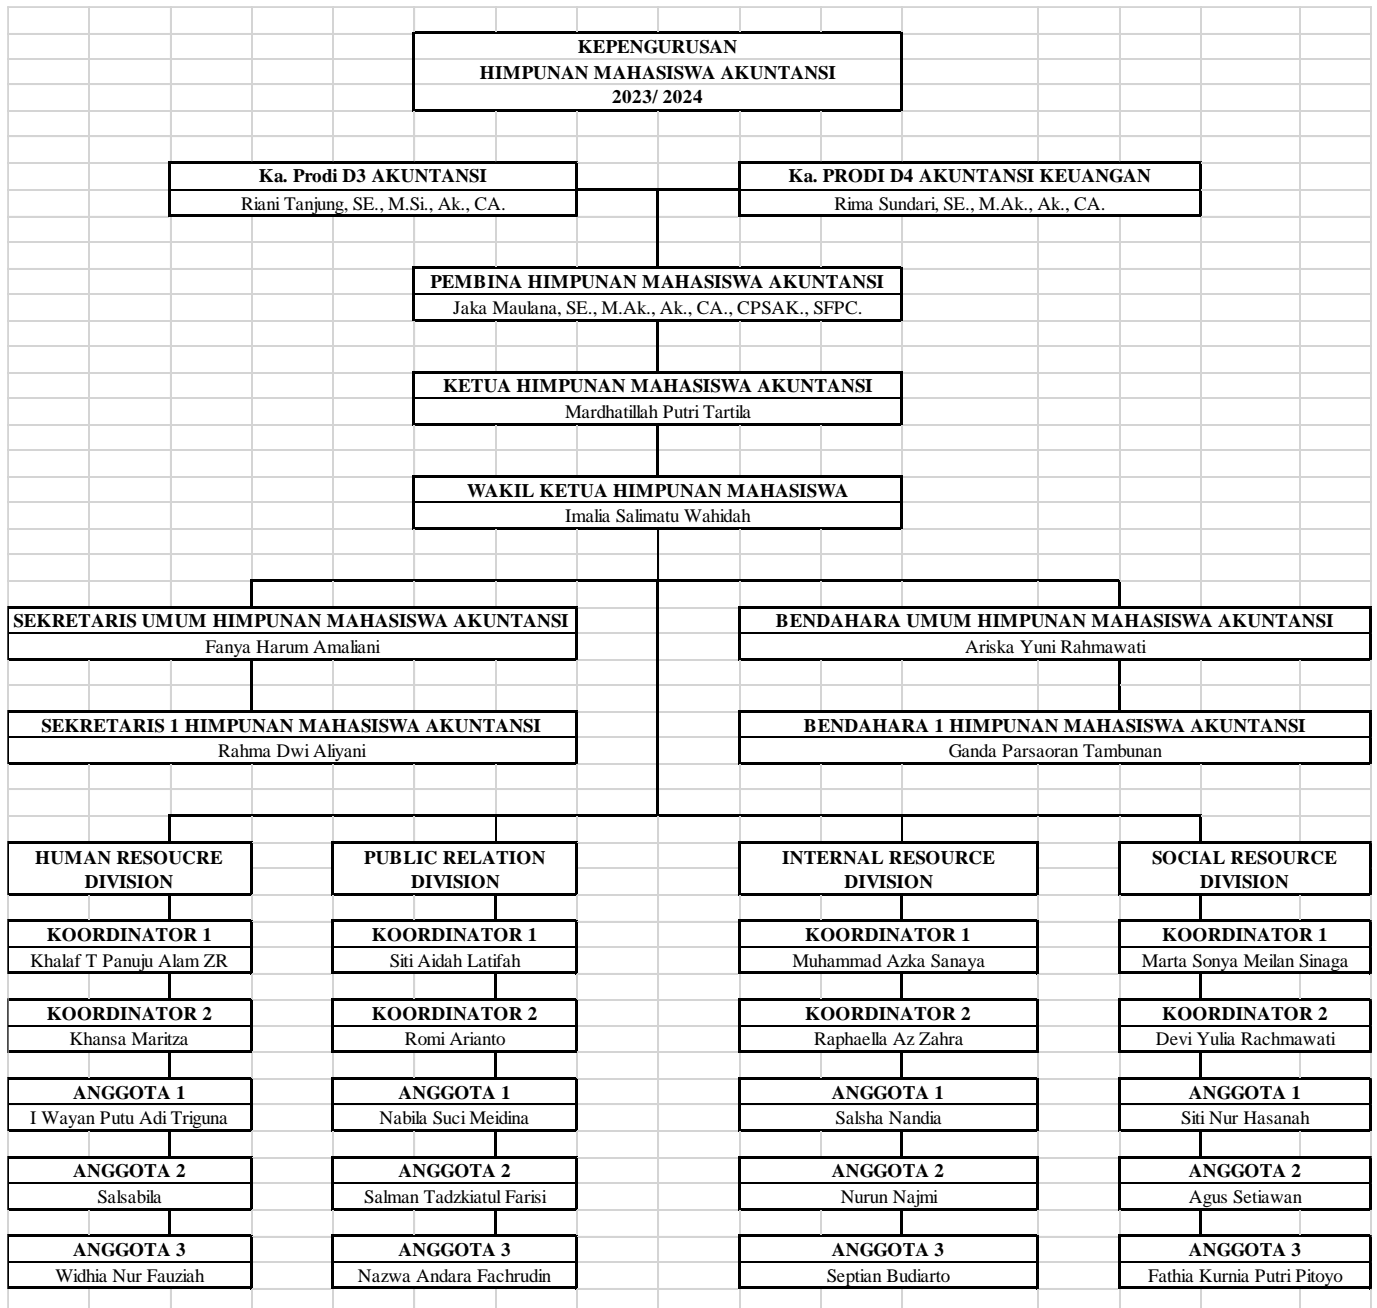 KEPENGURUSAN
HIMPUNAN MAHASISWA AKUNTANSI
2023/ 2024
Ka. Prodi D3 AKUNTANSI
Riani Tanjung, SE., M.Si., Ak., CA.
Ka. PRODI D4 AKUNTANSI KEUANGAN
Rima Sundari, SE., M.Ak., Ak., CA.
PEMBINA HIMPUNAN MAHASISWA AKUNTANSI
Jaka Maulana, SE., M.Ak., Ak., CA., CPSAK., SFPC.
KETUA HIMPUNAN MAHASISWA AKUNTANSI
Mardhatillah Putri Tartila
WAKIL KETUA HIMPUNAN MAHASISWA
Imalia Salimatu Wahidah
SEKRETARIS UMUM HIMPUNAN MAHASISWA AKUNTANSI
Fanya Harum Amaliani
BENDAHARA UMUM HIMPUNAN MAHASISWA AKUNTANSI
Ariska Yuni Rahmawati
SEKRETARIS 1 HIMPUNAN MAHASISWA AKUNTANSI
Rahma Dwi Aliyani
BENDAHARA 1 HIMPUNAN MAHASISWA AKUNTANSI
Ganda Parsaoran Tambunan
HUMAN RESOUCRE
DIVISION
KOORDINATOR 1
Khalaf T Panuju Alam ZR
KOORDINATOR 2
Khansa Maritza
ANGGOTA 1
I Wayan Putu Adi Triguna
ANGGOTA 2
Salsabila
ANGGOTA 3
Widhia Nur Fauziah
PUBLIC RELATION
DIVISION
KOORDINATOR 1
Siti Aidah Latifah
KOORDINATOR 2
Romi Arianto
ANGGOTA 1
Nabila Suci Meidina
ANGGOTA 2
Salman Tadzkiatul Farisi
ANGGOTA 3
Nazwa Andara Fachrudin
INTERNAL RESOURCE
DIVISION
KOORDINATOR 1
Muhammad Azka Sanaya
KOORDINATOR 2
Raphaella Az Zahra
ANGGOTA 1
Salsha Nandia
ANGGOTA 2
Nurun Najmi
ANGGOTA 3
Septian Budiarto
SOCIAL RESOURCE
DIVISION
KOORDINATOR 1
Marta Sonya Meilan Sinaga
KOORDINATOR 2
Devi Yulia Rachmawati
ANGGOTA 1
Siti Nur Hasanah
ANGGOTA 2
Agus Setiawan
ANGGOTA 3
Fathia Kurnia Putri Pitoyo